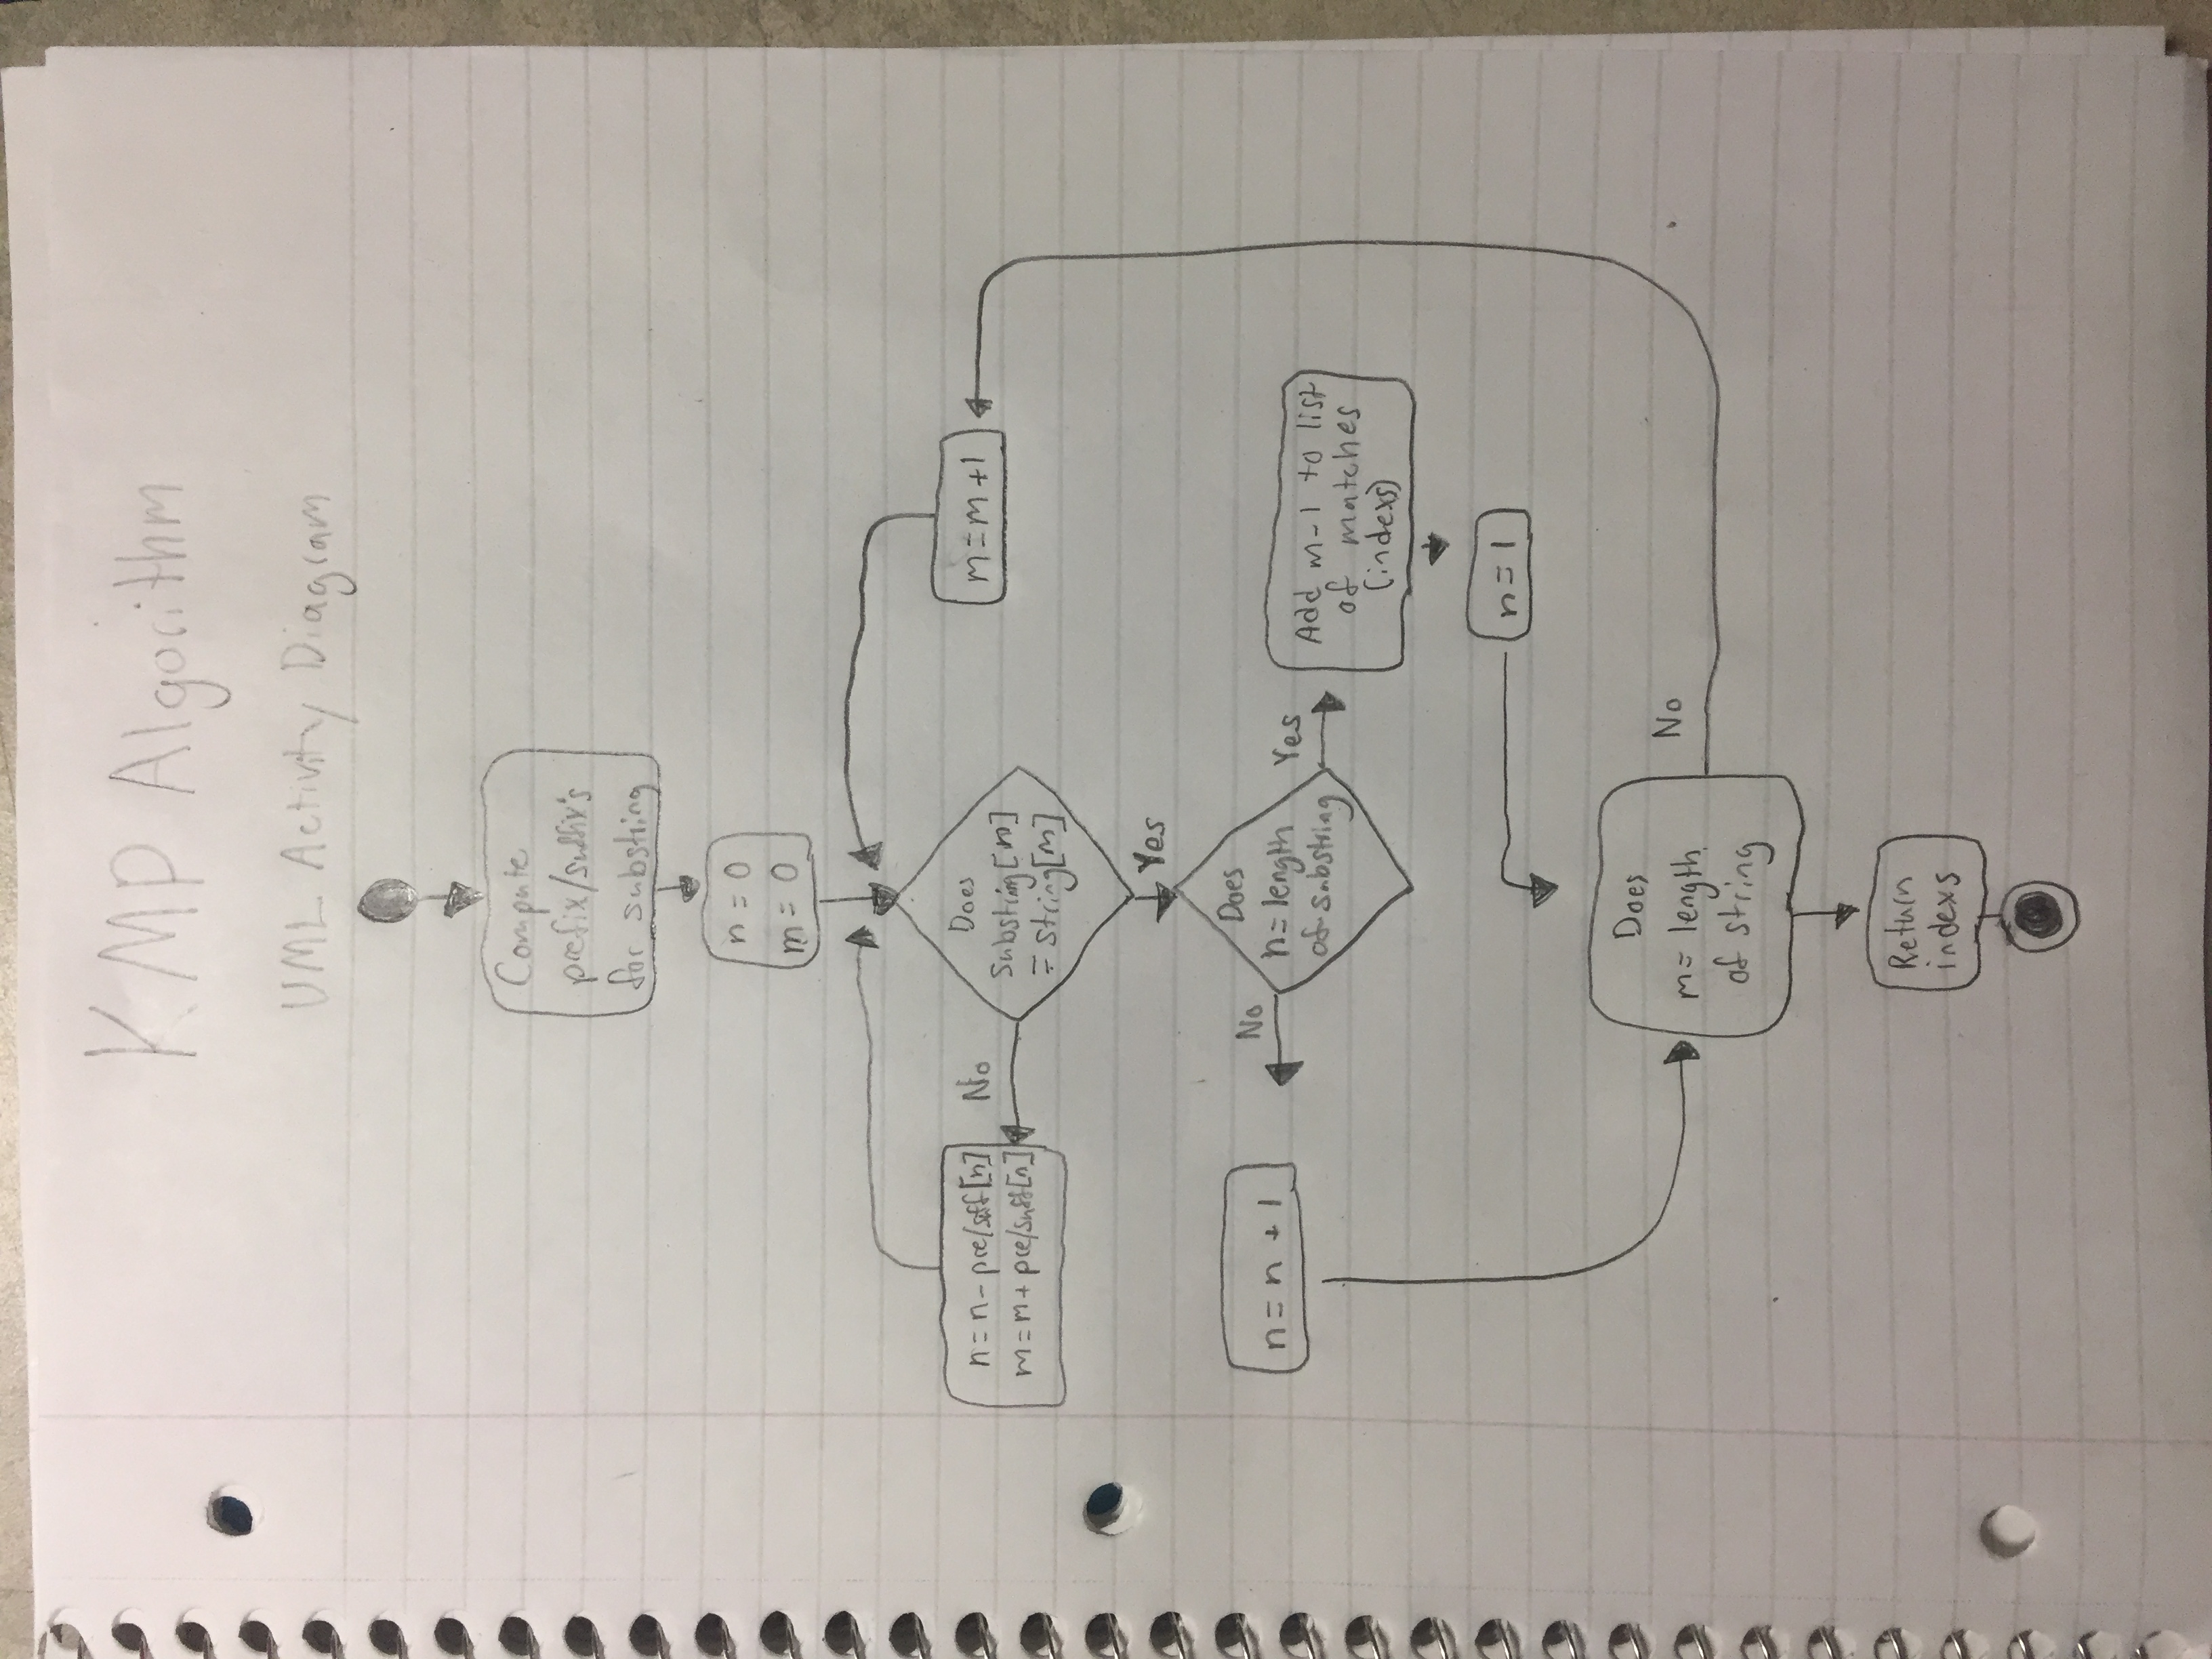 KMP Algorithm
UML Activity Diagram
Compute
prefix/suffix's
for substring
n = 0
m = 0
n = n - pre/suff[n]
m = m + pre/suff[n]
No
Does
Substring[n]
= string[m]
m = m + 1
Yes
n = n + 1
No
Does
n = length
of substring
Yes
Add m-1 to list
of matches
(indexs)
n = 1
Does
m = length
of string
No
Return
indexs